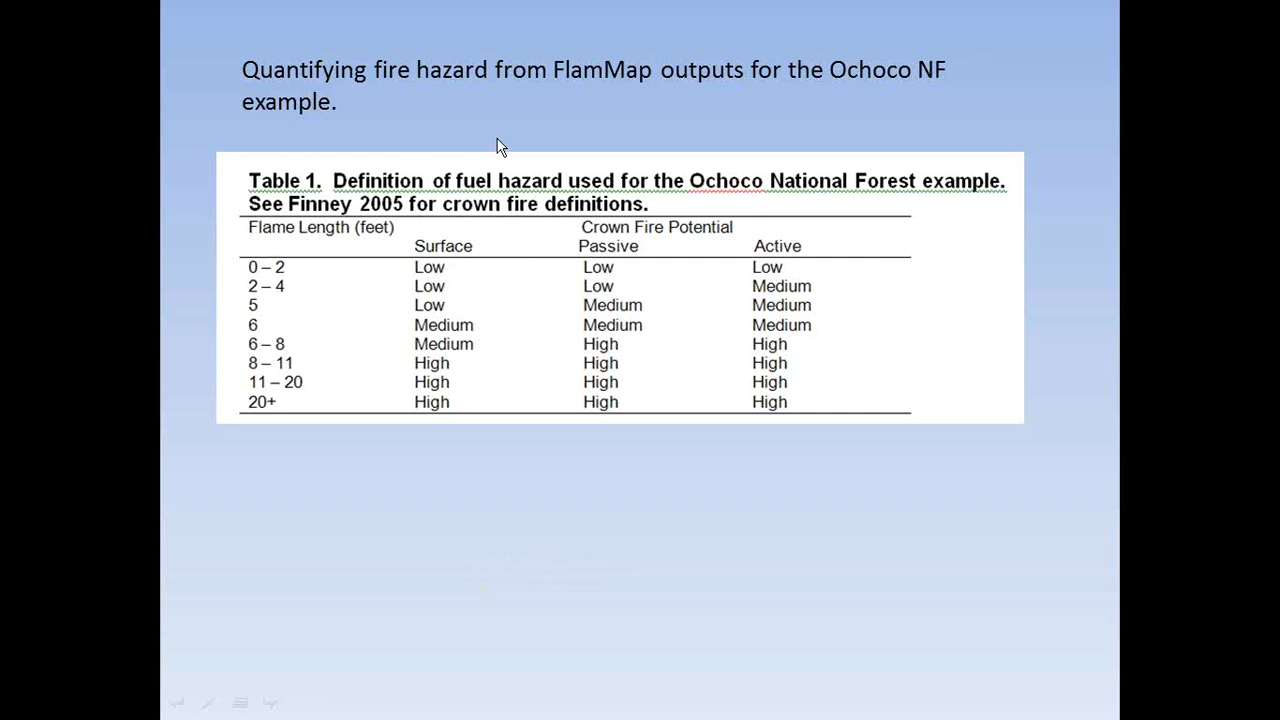 Quantifying fire hazard from FlamMap outputs for the Ochoco NF
example.
Table 1. Definition of fuel hazard used for the Ochoco National Forest example.
See Finney 2005 for crown fire definitions.
Flame Length (feet) Crown Fire Potential
Surface Passive Active
0 – 2 Low Low Low
2 – 4 Low Low Medium
5 Low Medium Medium
6 Medium Medium Medium
6 – 8 Medium High High
8 – 11 High High High
11 – 20 High High High
20+ High High High